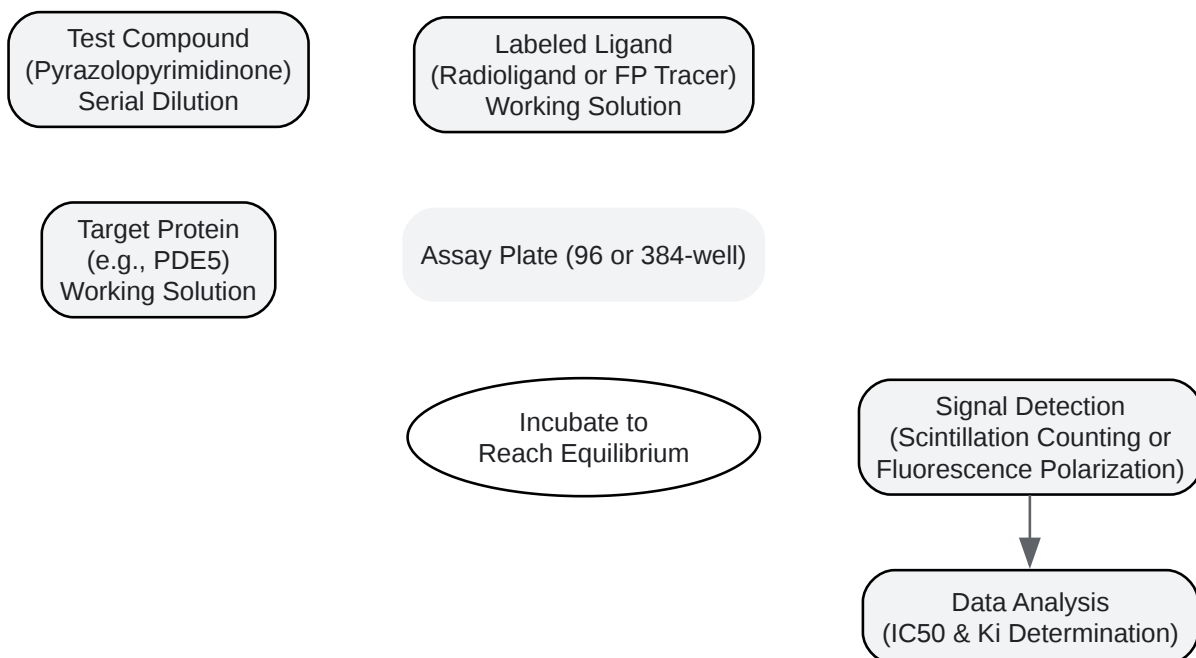 Test Compound
(Pyrazolopyrimidinone)
Serial Dilution
Labeled Ligand
(Radioligand or FP Tracer)
Working Solution
Target Protein
(e.g., PDE5)
Working Solution
Assay Plate (96 or 384-well)
Incubate to
Reach Equilibrium
Signal Detection
(Scintillation Counting or
Fluorescence Polarization)
Data Analysis
(IC50 & Ki Determination)